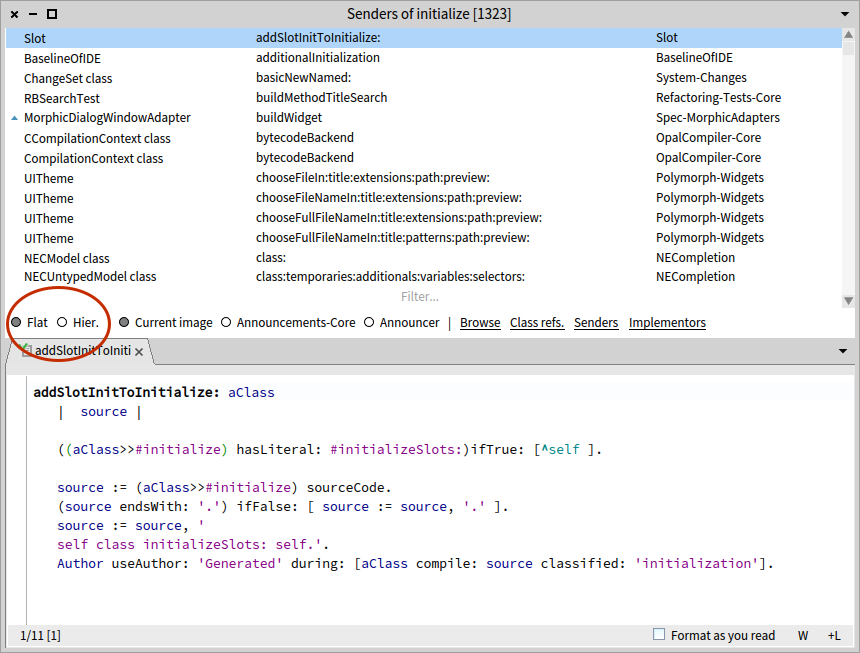 Senders of initialize [1323]
Slot addSlotInitToInitialize: Slot
BaselineOfIDE additionalInitialization BaselineOfIDE
ChangeSet class basicNewNamed: System-Changes
RBSearchTest buildMethodTitleSearch Refactoring-Tests-Core
MorphicDialogWindowAdapter buildWidget Spec-MorphicAdapters
CCompilationContext class bytecodeBackend OpalCompiler-Core
CompilationContext class bytecodeBackend OpalCompiler-Core
UITheme chooseFileIn:title:extensions:path:preview: Polymorph-Widgets
UITheme chooseFileNameIn:title:extensions:path:preview: Polymorph-Widgets
UITheme chooseFullFileNameIn:title:extensions:path:preview: Polymorph-Widgets
UITheme chooseFullFileNameIn:title:patterns:path:preview: Polymorph-Widgets
NECModel class class: NECompletion
NECUntypedModel class class:temporaries:additionals:variables:selectors: NECompletion
Filter...
Flat Hier. Current image Announcements-Core Announcer | Browse Class refs. Senders Implementors
addSlotInitToIniti
addSlotInitToInitialize: aClass
| source |
((aClass>>#initialize) hasLiteral: #initializeSlots:)ifTrue: [^self ].
source := (aClass>>#initialize) sourceCode.
(source endsWith: '.') ifFalse: [ source := source, '.' ].
source := source, '
self class initializeSlots: self.'.
Author useAuthor: 'Generated' during: [aClass compile: source classified: 'initialization'].
1/11 [1] Format as you read W +L